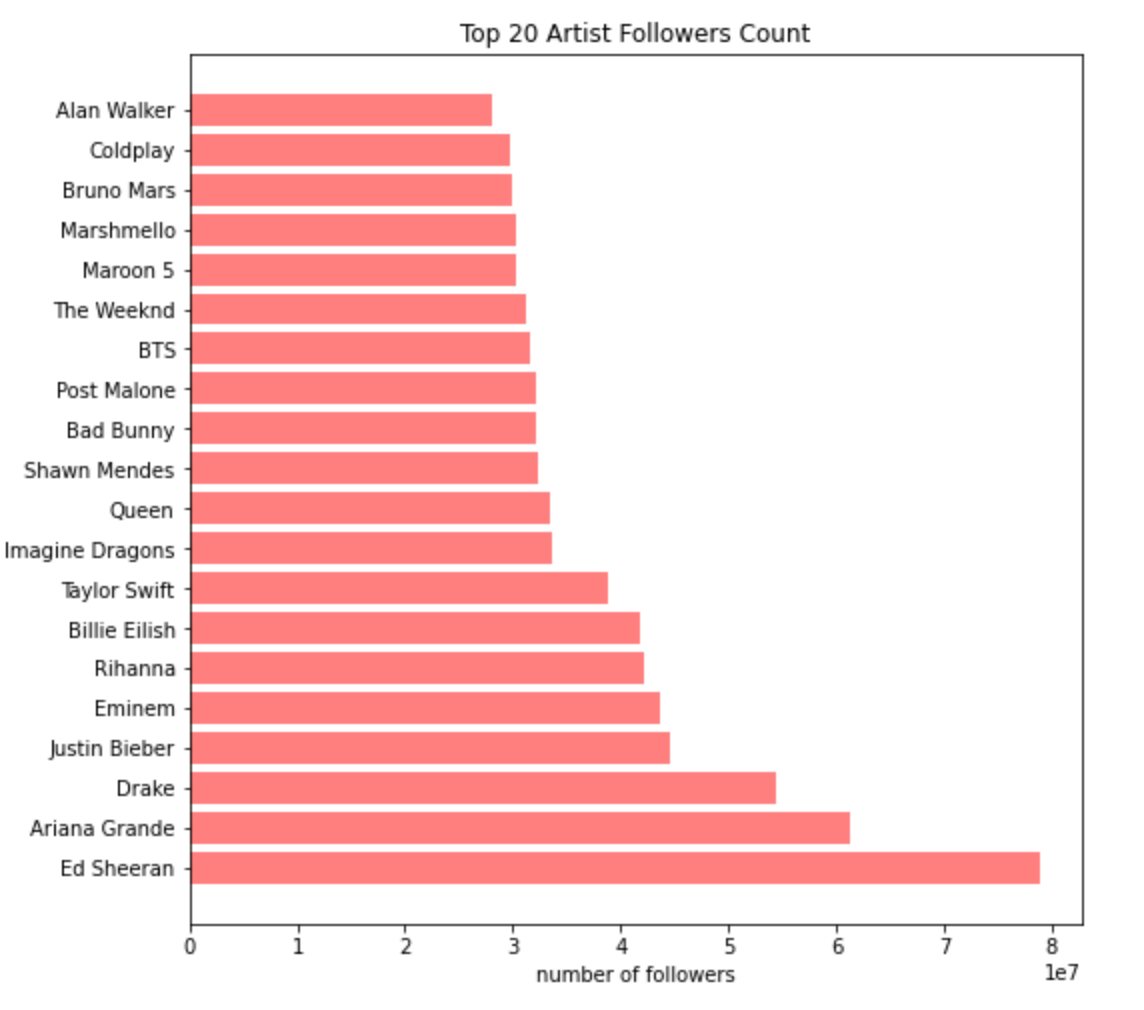 Top 20 Artist Followers Count
Alan Walker
Coldplay
Bruno Mars
Marshmello
Maroon 5
The Weeknd
BTS
Post Malone
Bad Bunny
Shawn Mendes
Queen
Imagine Dragons
Taylor Swift
Billie Eilish
Rihanna
Eminem
Justin Bieber
Drake
Ariana Grande
Ed Sheeran
0 1 2 3 4 5 6 7 8
1e7
number of followers